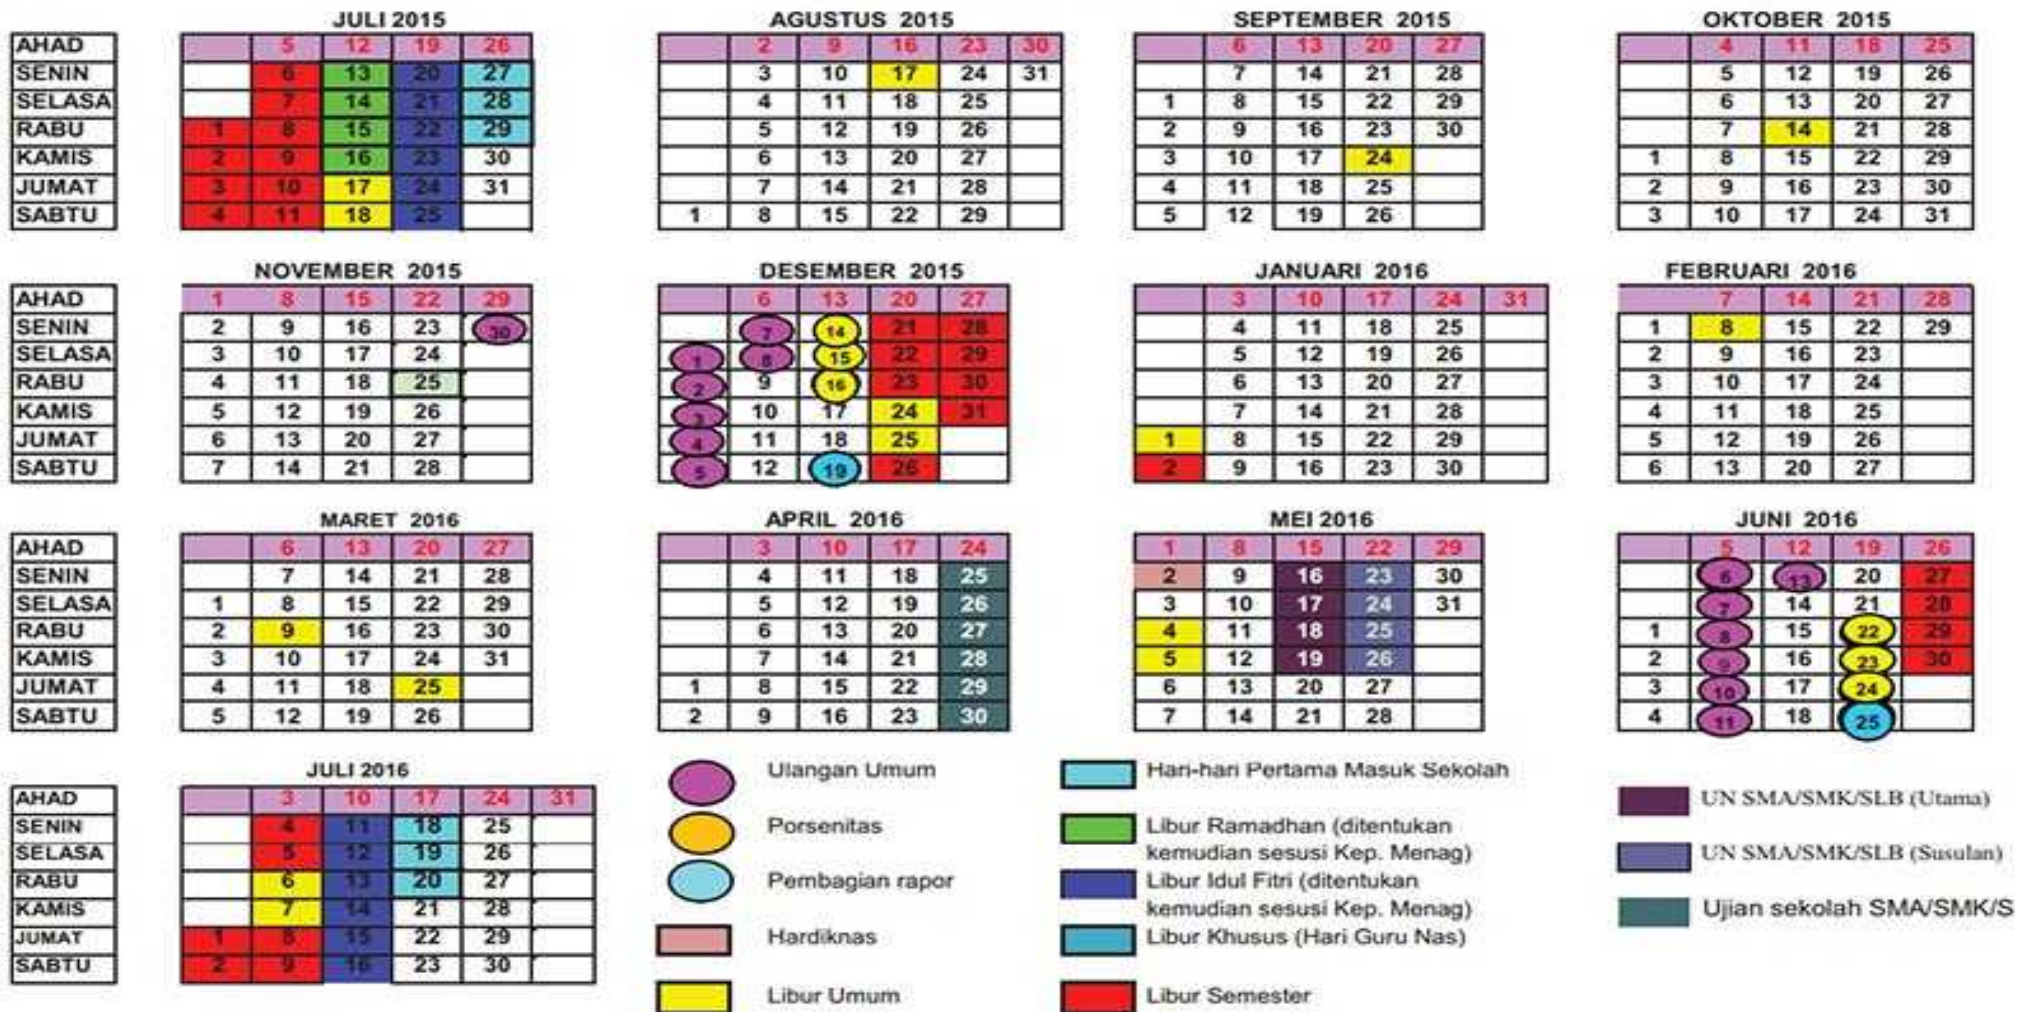 JULI 2015 AGUSTUS 2015 SEPTEMBER 2015 OKTOBER 2015
AHAD 5 12 19 26 2 9 16 23 30 6 13 20 27 4 11 18 25
SENIN 6 13 20 27 3 10 17 24 31 7 14 21 28 5 12 19 26
SELASA 7 14 21 28 4 11 18 25 1 8 15 22 29 6 13 20 27
RABU 1 8 15 22 29 5 12 19 26 2 9 16 23 30 7 14 21 28
KAMIS 2 9 16 23 30 6 13 20 27 3 10 17 24 1 8 15 22 29
JUMAT 3 10 17 24 31 7 14 21 28 4 11 18 25 2 9 16 23 30
SABTU 4 11 18 25 1 8 15 22 29 5 12 19 26 3 10 17 24 31
NOVEMBER 2015 DESEMBER 2015 JANUARI 2016 FEBRUARI 2016
AHAD 1 8 15 22 29 6 13 20 27 3 10 17 24 31 7 14 21 28
SENIN 2 9 16 23 30 7 14 21 28 4 11 18 25 1 8 15 22 29
SELASA 3 10 17 24 1 8 15 22 29 5 12 19 26 2 9 16 23
RABU 4 11 18 25 2 9 16 23 30 6 13 20 27 3 10 17 24
KAMIS 5 12 19 26 3 10 17 24 31 7 14 21 28 4 11 18 25
JUMAT 6 13 20 27 4 11 18 25 1 8 15 22 29 5 12 19 26
SABTU 7 14 21 28 5 12 19 26 2 9 16 23 30 6 13 20 27
MARET 2016 APRIL 2016 MEI 2016 JUNI 2016
AHAD 6 13 20 27 3 10 17 24 1 8 15 22 29 5 12 19 26
SENIN 7 14 21 28 4 11 18 25 2 9 16 23 30 6 13 20 27
SELASA 1 8 15 22 29 5 12 19 26 3 10 17 24 31 7 14 21 28
RABU 2 9 16 23 30 6 13 20 27 4 11 18 25 1 8 15 22 29
KAMIS 3 10 17 24 31 7 14 21 28 5 12 19 26 2 9 16 23 30
JUMAT 4 11 18 25 1 8 15 22 29 6 13 20 27 3 10 17 24
SABTU 5 12 19 26 2 9 16 23 30 7 14 21 28 4 11 18 25
JULI 2016
AHAD 3 10 17 24 31
SENIN 4 11 18 25
SELASA 5 12 19 26
RABU 6 13 20 27
KAMIS 7 14 21 28
JUMAT 1 8 15 22 29
SABTU 2 9 16 23 30
Ulangan Umum
Porsenitas
Pembagian rapor
Hardiknas
Libur Umum
Hari-hari Pertama Masuk Sekolah
Libur Ramadhan (ditentukan
kemudian sesusi Kep. Menag)
Libur Idul Fitri (ditentukan
kemudian sesusi Kep. Menag)
Libur Khusus (Hari Guru Nas)
Libur Semester
UN SMA/SMK/SLB (Utama)
UN SMA/SMK/SLB (Susulan)
Ujian sekolah SMA/SMK/S